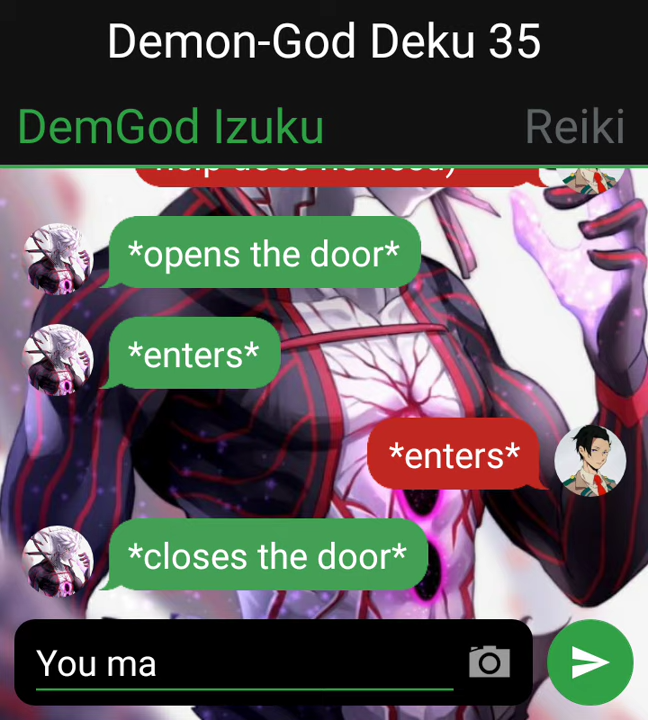 Demon-God Deku 35
DemGod Izuku Reiki
*opens the door*
*enters*
*enters*
*closes the door*
You ma